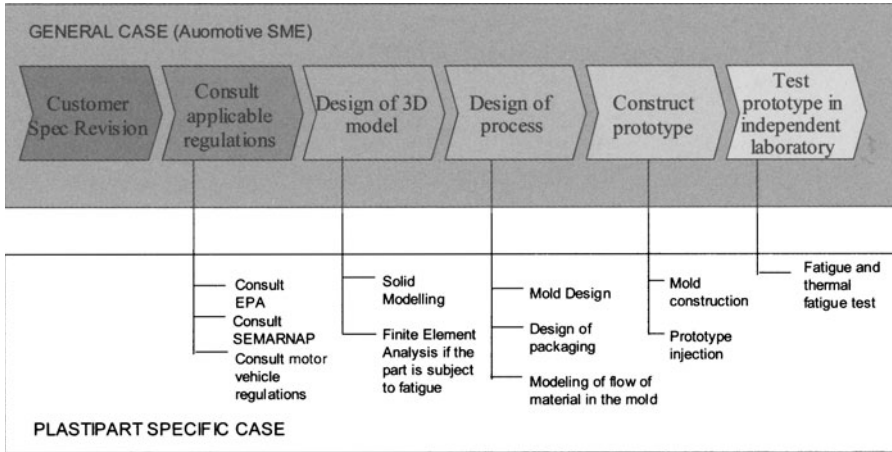 GENERAL CASE (Auomotive SME)
Customer
Spec Revision
Consult
applicable
regulations
Design of 3D
model
Design of
process
Construct
prototype
Test
prototype in
independent
laboratory
Consult
EPA
Consult
SEMARNAP
Consult motor
vehicle
regulations
Solid
Modelling
Finite Element
Analysis if the
part is subject
to fatigue
Mold Design
Design of
packaging
Modeling of flow of
material in the mold
Mold
construction
Prototype
injection
Fatigue and
thermal
fatigue test
PLASTIPART SPECIFIC CASE